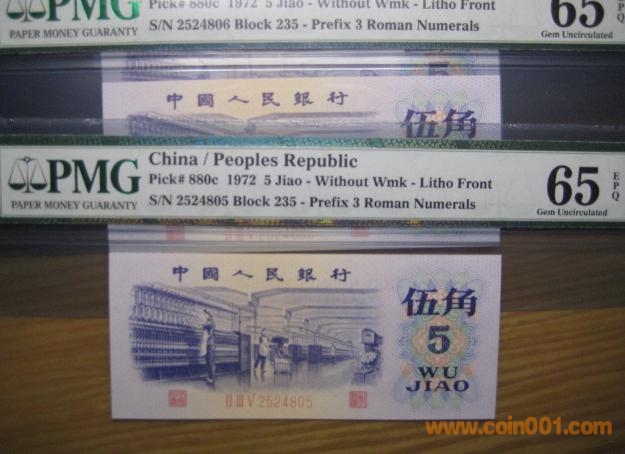 PMG
PAPER MONEY GUARANTY
Pick# 880c 1972 5 Jiao - Without Wmk - Litho Front
S/N 2524806 Block 235 - Prefix 3 Roman Numerals
65
EPQ
Gem Uncirculated
5
中國人民銀行
伍角
PMG
PAPER MONEY GUARANTY
China / Peoples Republic
Pick# 880c 1972 5 Jiao - Without Wmk - Litho Front
S/N 2524805 Block 235 - Prefix 3 Roman Numerals
65
EPQ
Gem Uncirculated
中國人民銀行
伍角
5
WU
JIAO
II III V 2524805
www.coin001.com